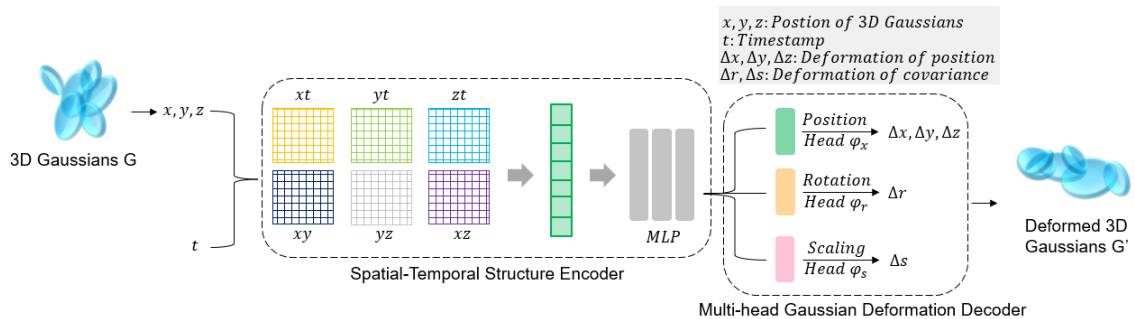 x, y, z: Postion of 3D Gaussians
t: Timestamp
Δx, Δy, Δz: Deformation of position
Δr, Δs: Deformation of covariance
3D Gaussians G
x, y, z
t
xt yt zt
xy yz xz
MLP
Spatial-Temporal Structure Encoder
Position
Head φx
Δx, Δy, Δz
Rotation
Head φr
Δr
Scaling
Head φs
Δs
Multi-head Gaussian Deformation Decoder
Deformed 3D
Gaussians G'